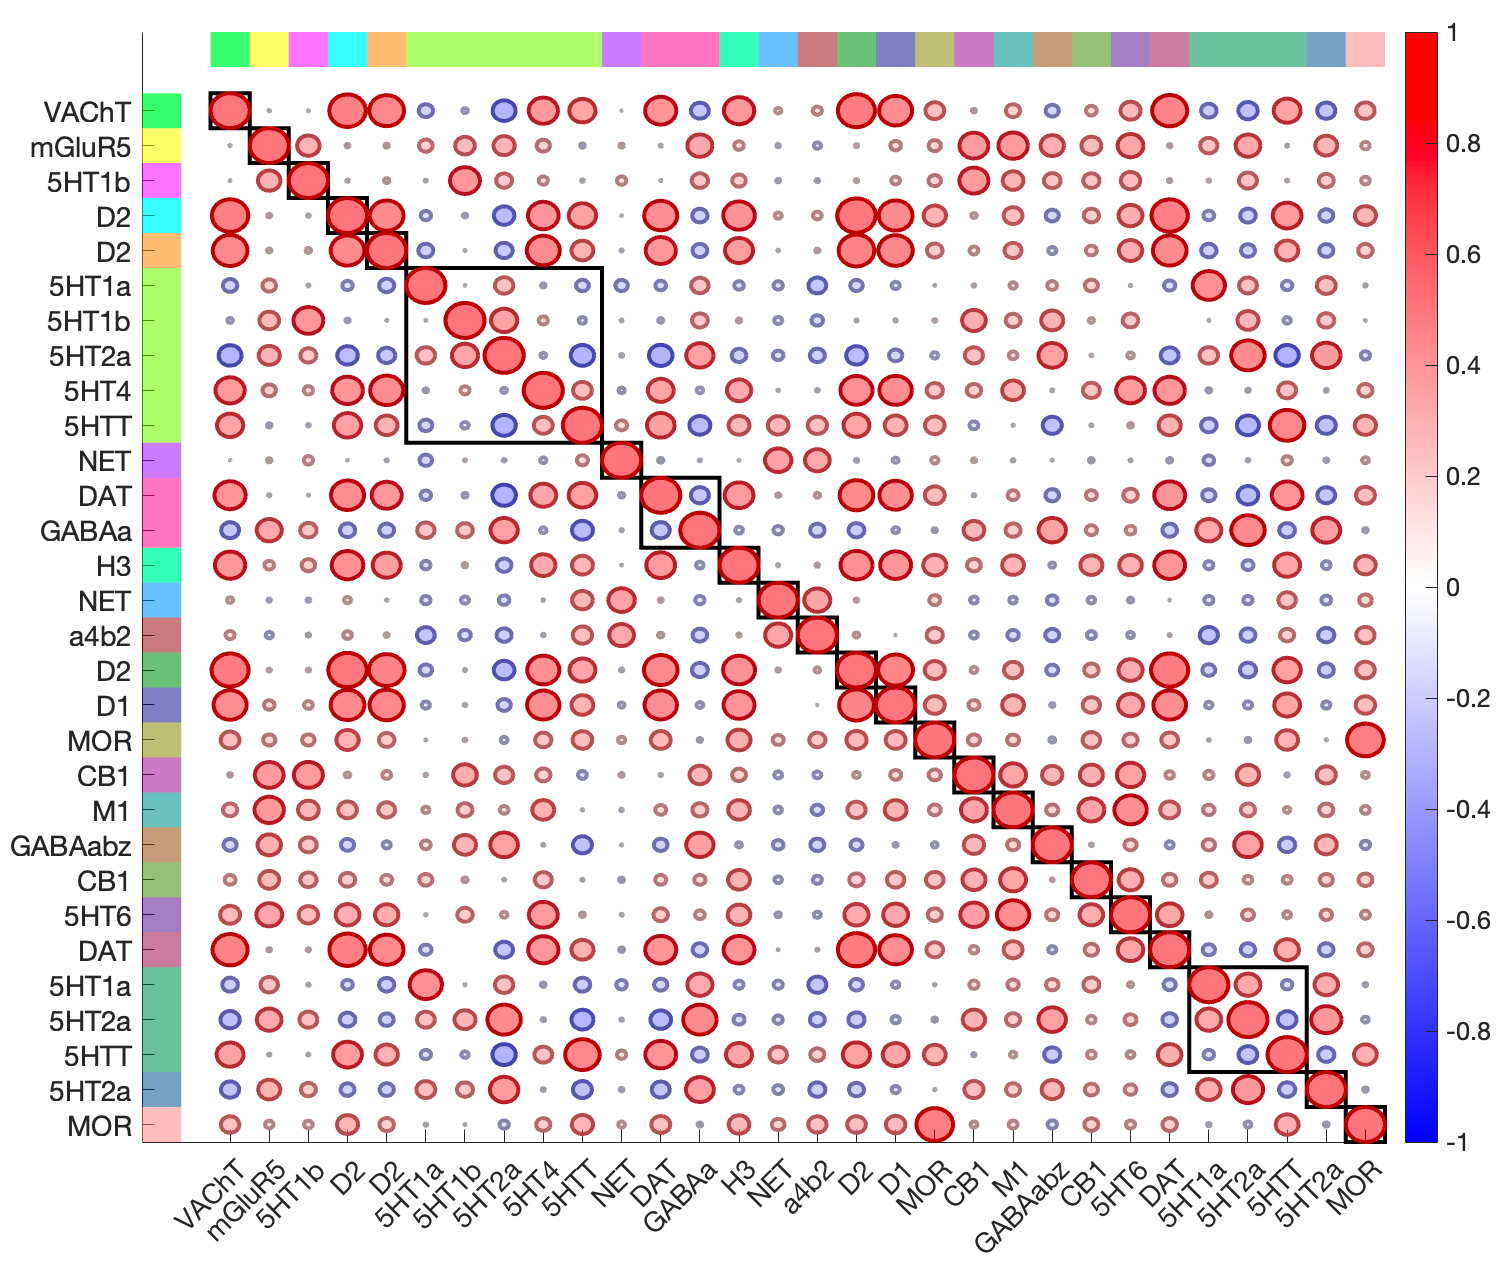 VAChT
mGluR5
5HT1b
D2
D2
5HT1a
5HT1b
5HT2a
5HT4
5HTT
NET
DAT
GABAa
H3
NET
a4b2
D2
D1
MOR
CB1
M1
GABAabz
CB1
5HT6
DAT
5HT1a
5HT2a
5HTT
5HT2a
MOR
VAChT
mGluR5
5HT1b
D2
D2
5HT1a
5HT1b
5HT2a
5HT4
5HTT
NET
DAT
GABAa
H3
NET
a4b2
D2
D1
MOR
CB1
M1
GABAabz
CB1
5HT6
DAT
5HT1a
5HT2a
5HTT
5HT2a
MOR
1
0.8
0.6
0.4
0.2
0
-0.2
-0.4
-0.6
-0.8
-1